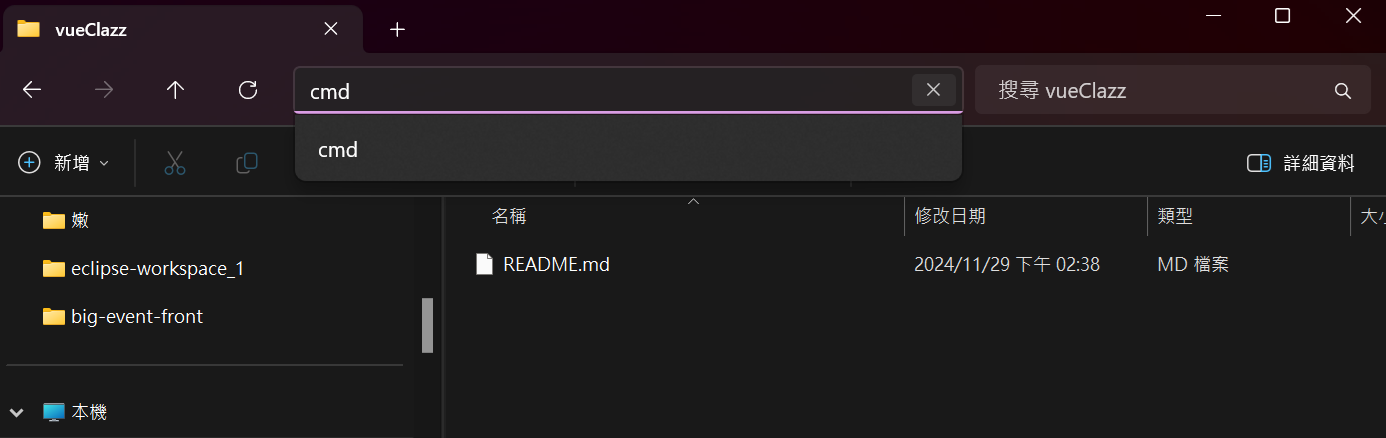 vueClazz
cmd
搜尋 vueClazz
cmd
新增
詳細資料
嫩
eclipse-workspace_1
big-event-front
本機
名稱
修改日期
類型
大小
README.md
2024/11/29 下午 02:38
MD 檔案